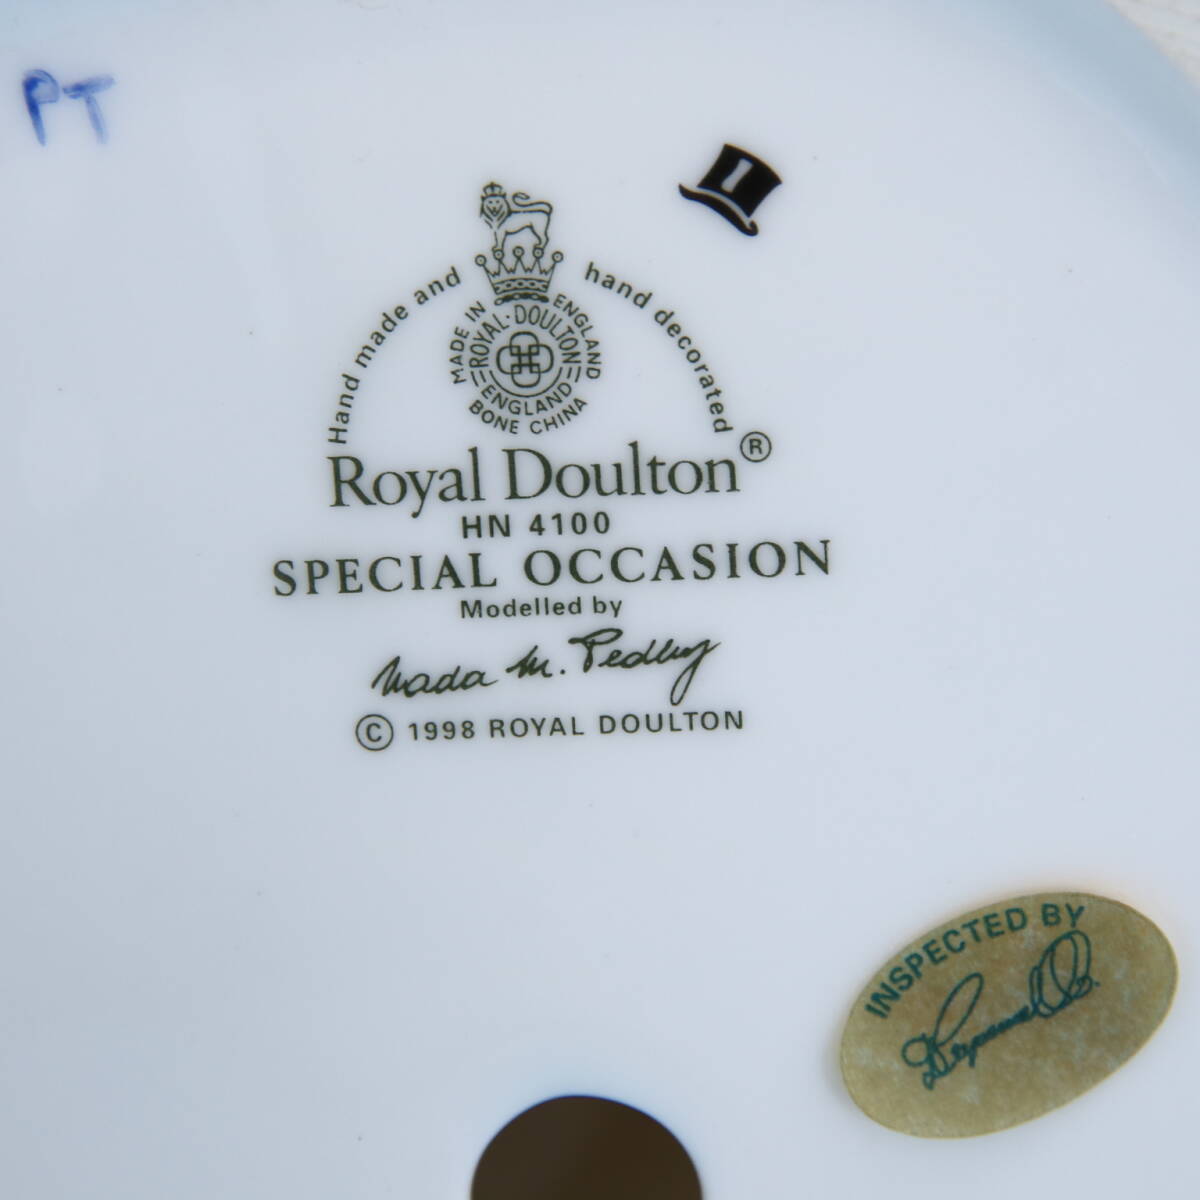 PT
1
Hand made and hand decorated
MADE IN ENGLAND
ROYAL·DOULTON
ENGLAND
BONE CHINA
Royal Doulton®
HN 4100
SPECIAL OCCASION
Modelled by
Nada M. Pedley
© 1998 ROYAL DOULTON
INSPECTED BY